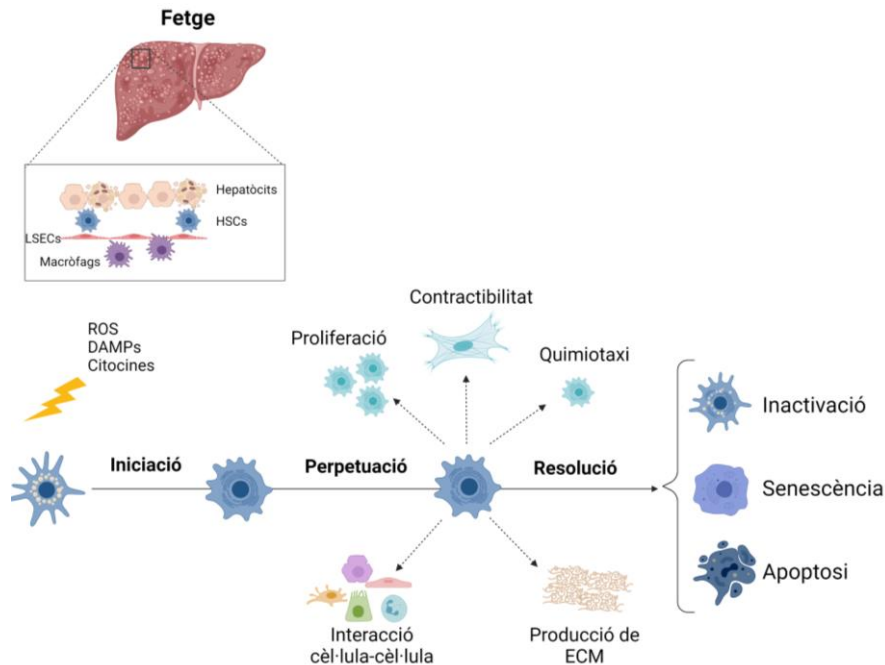 Fetge
Hepatòcits
HSCs
LSECs
Macròfags
ROS
DAMPs
Citocines
Proliferació
Contractibilitat
Quimiotaxi
Iniciació
Perpetuació
Resolució
Inactivació
Senescència
Apoptosi
Interacció
cèl·lula-cèl·lula
Producció de
ECM